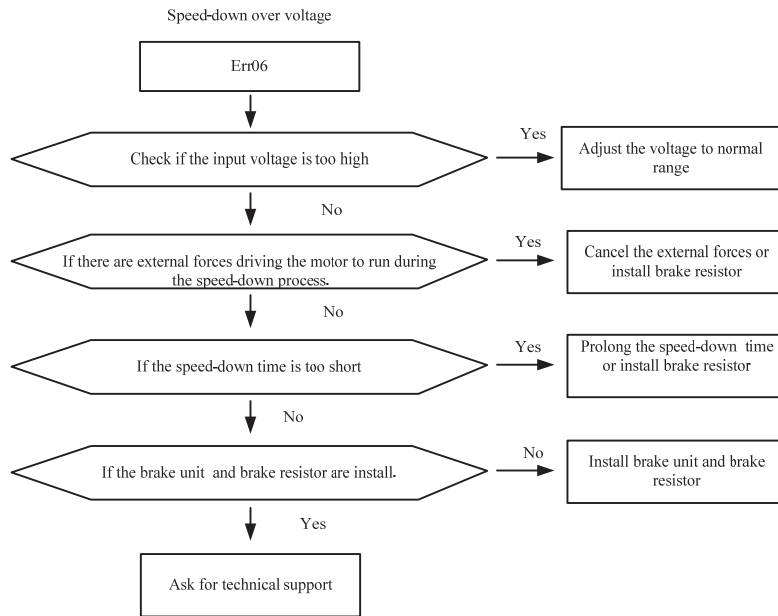 Speed-down over voltage
Err06
Check if the input voltage is too high
Yes
Adjust the voltage to normal
range
No
If there are external forces driving the motor to run during
the speed-down process.
Yes
Cancel the external forces or
install brake resistor
No
If the speed-down time is too short
Yes
Prolong the speed-down time
or install brake resistor
No
If the brake unit and brake resistor are install.
No
Install brake unit and brake
resistor
Yes
Ask for technical support